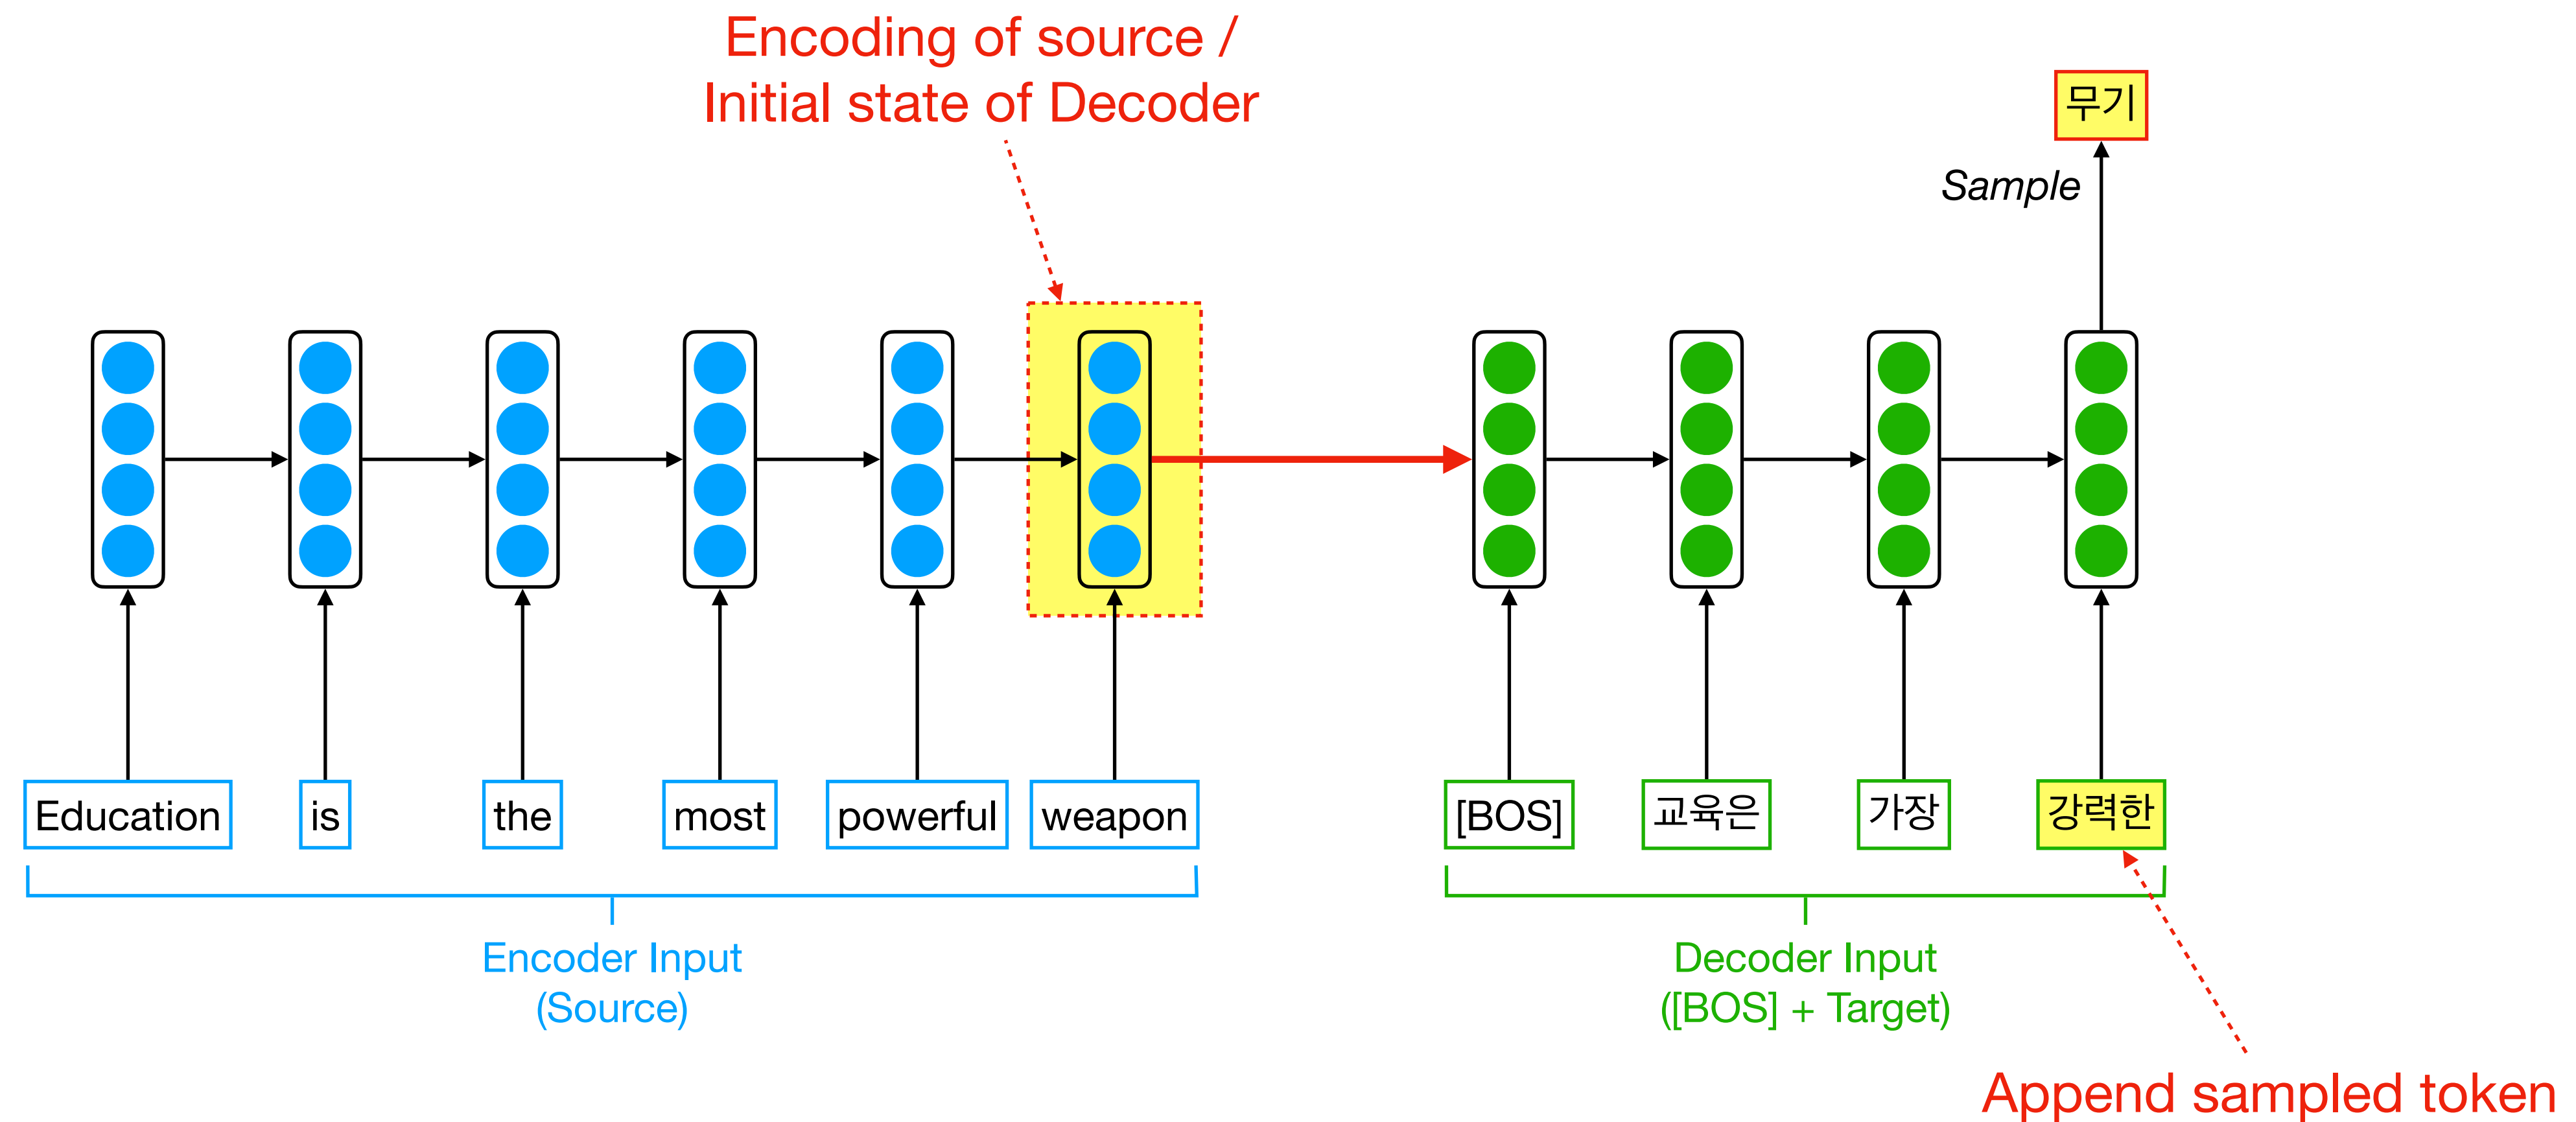 Encoding of source /
Initial state of Decoder
무기
Sample
Education is the most powerful weapon
[BOS] 교육은 가장 강력한
Encoder Input
(Source)
Decoder Input
([BOS] + Target)
Append sampled token